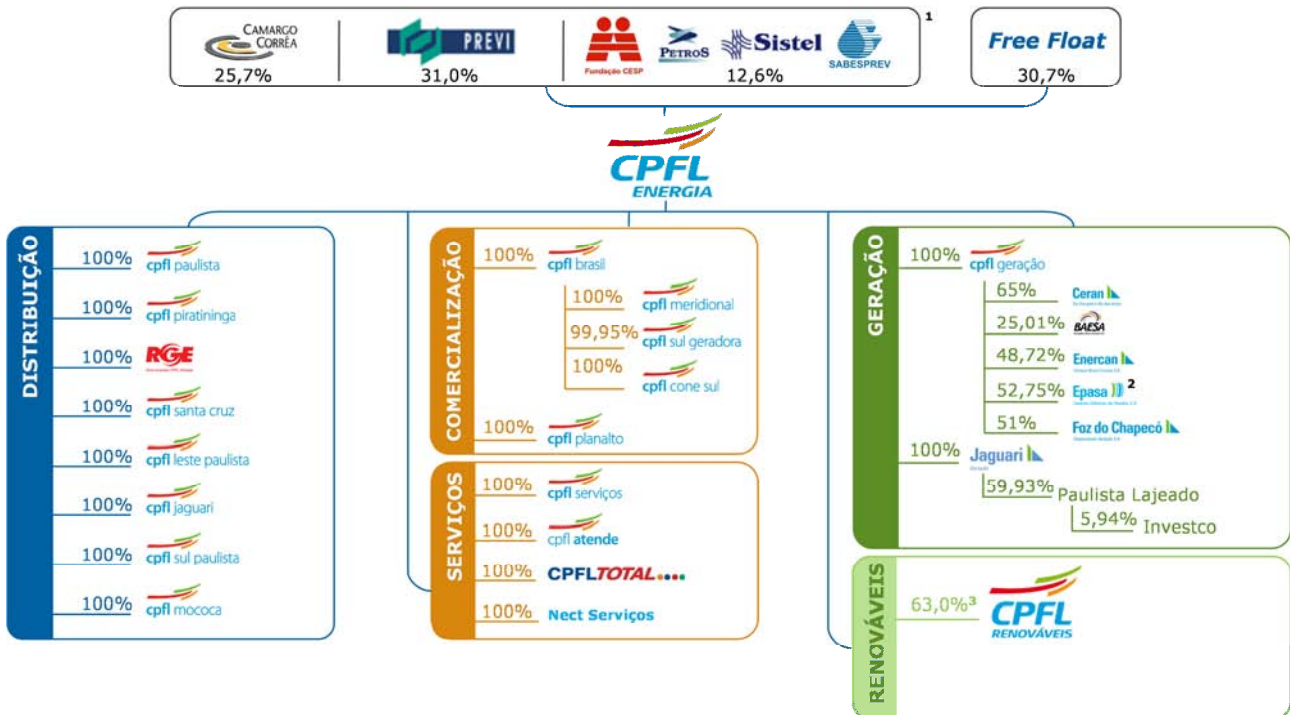 CAMARGO
CORRÊA
25,7%
PREVI
31,0%
Fundação CESP
PETROS
Sistel
SABESPREV
12,6%
1
Free Float
30,7%
CPFL
ENERGIA
DISTRIBUIÇÃO
100% cpfl paulista
100% cpfl piratininga
100% RGE
100% cpfl santa cruz
100% cpfl leste paulista
100% cpfl jaguari
100% cpfl sul paulista
100% cpfl mococa
COMERCIALIZAÇÃO
100% cpfl brasil
100% cpfl meridional
99,95% cpfl sul geradora
100% cpfl cone sul
100% cpfl planalto
SERVIÇOS
100% cpfl serviços
100% cpfl atende
100% CPFLTOTAL
100% Nect Serviços
GERAÇÃO
100% cpfl geração
65% Ceran
25,01% BAESA
48,72% Enercan
52,75% Epasa 2
51% Foz do Chapecó
100% Jaguari
59,93% Paulista Lajeado
5,94% Investco
RENOVÁVEIS
63,0%³ CPFL
RENOVÁVEIS